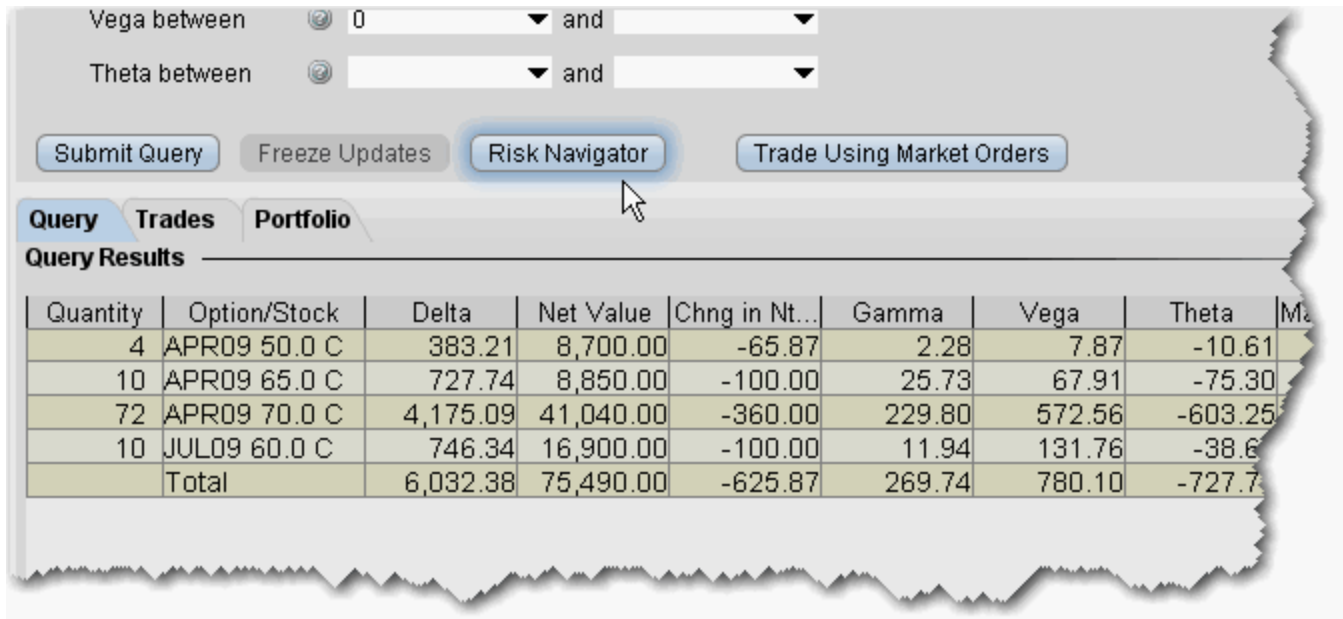 Vega between ? 0 and
Theta between ? and
Submit Query Freeze Updates Risk Navigator Trade Using Market Orders
Query Trades Portfolio
Query Results
Quantity Option/Stock Delta Net Value Chng in Nt... Gamma Vega Theta
4 APR09 50.0 C 383.21 8,700.00 -65.87 2.28 7.87 -10.61
10 APR09 65.0 C 727.74 8,850.00 -100.00 25.73 67.91 -75.30
72 APR09 70.0 C 4,175.09 41,040.00 -360.00 229.80 572.56 -603.25
10 JUL09 60.0 C 746.34 16,900.00 -100.00 11.94 131.76
Total 6,032.38 75,490.00 -625.87 269.74 780.10